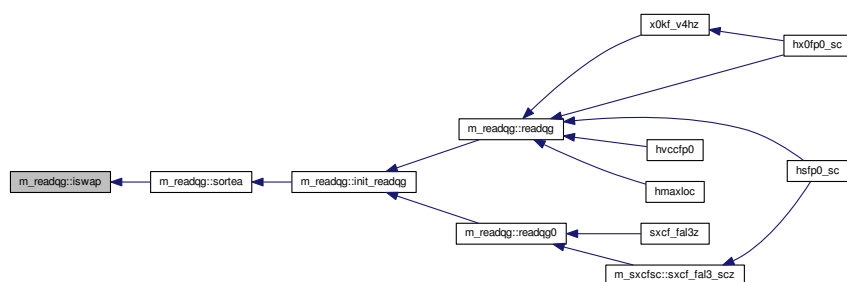 x0kf_v4hz
hx0fp0_sc
m_readqg::readqg
hvccfp0
hsfp0_sc
m_readqg::iswap
m_readqg::sortea
m_readqg::init_readqg
hmaxloc
m_readqg::readqg0
sxcf_fal3z
m_sxcfsc::sxcf_fal3_scz